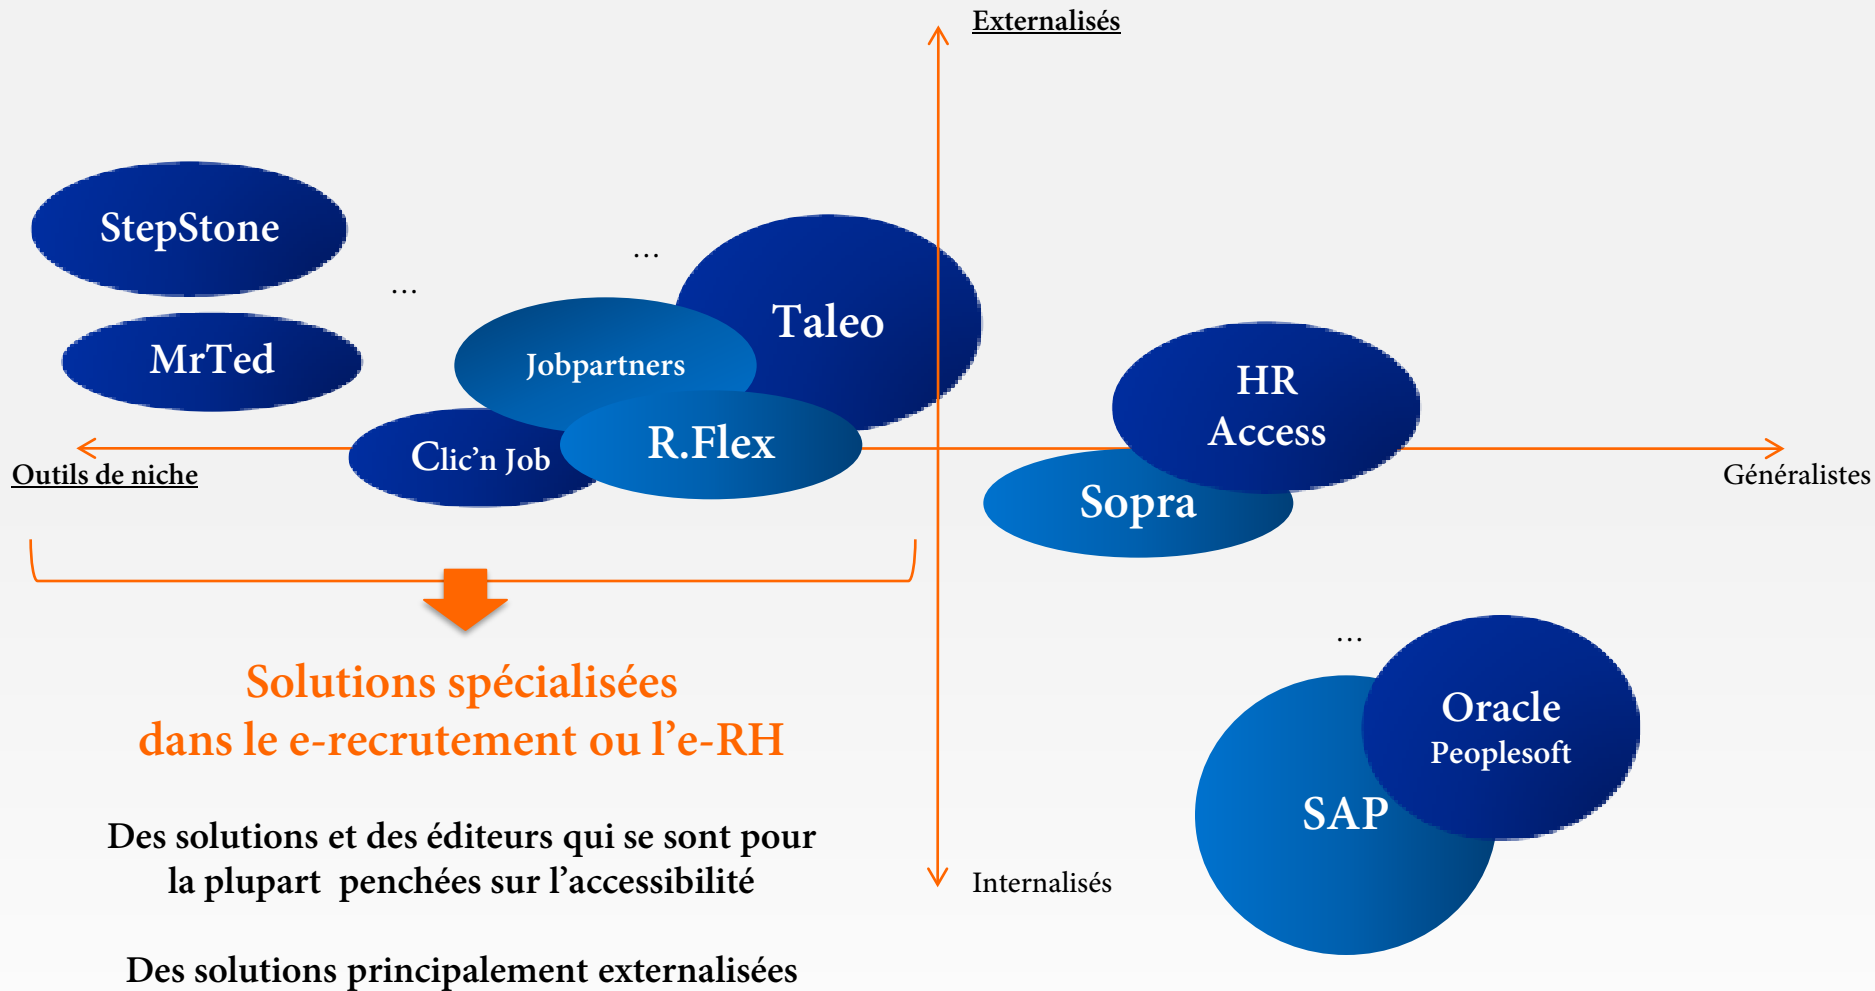 Externalisés
StepStone
...
...
Taleo
MrTed
Jobpartners
HR
Access
R.Flex
Clic’n Job
Outils de niche
Généralistes
Sopra
...
Solutions spécialisées
dans le e-recrutement ou l’e-RH
Oracle
Peoplesoft
SAP
Des solutions et des éditeurs qui se sont pour
la plupart penchées sur l’accessibilité
Internalisés
Des solutions principalement externalisées